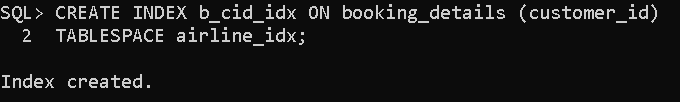 SQL> CREATE INDEX b_cid_idx ON booking_details (customer_id)
  2  TABLESPACE airline_idx;
Index created.